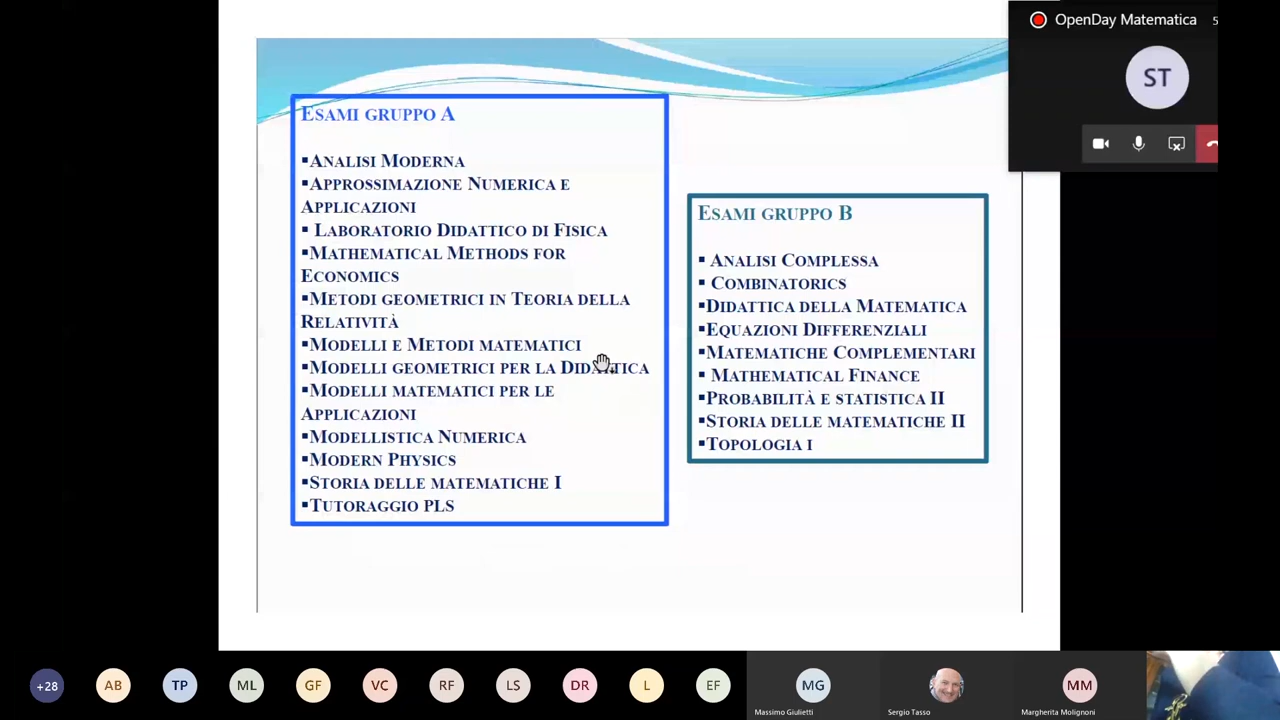 OpenDay Matematica
ST
ESAMI GRUPPO A
▪ANALISI MODERNA
▪APPROSSIMAZIONE NUMERICA E
APPLICAZIONI
▪ LABORATORIO DIDATTICO DI FISICA
▪MATHEMATICAL METHODS FOR
ECONOMICS
▪METODI GEOMETRICI IN TEORIA DELLA
RELATIVITÀ
▪MODELLI E METODI MATEMATICI
▪MODELLI GEOMETRICI PER LA DIDATTICA
▪MODELLI MATEMATICI PER LE
APPLICAZIONI
▪MODELLISTICA NUMERICA
▪MODERN PHYSICS
▪STORIA DELLE MATEMATICHE I
▪TUTORAGGIO PLS
ESAMI GRUPPO B
▪ ANALISI COMPLESSA
▪ COMBINATORICS
▪DIDATTICA DELLA MATEMATICA
▪EQUAZIONI DIFFERENZIALI
▪MATEMATICHE COMPLEMENTARI
▪ MATHEMATICAL FINANCE
▪PROBABILITÀ E STATISTICA II
▪STORIA DELLE MATEMATICHE II
▪TOPOLOGIA I
+28 AB TP ML GF VC RF LS DR L EF MG MM
Massimo Giulietti Sergio Tasso Margherita Molignoni